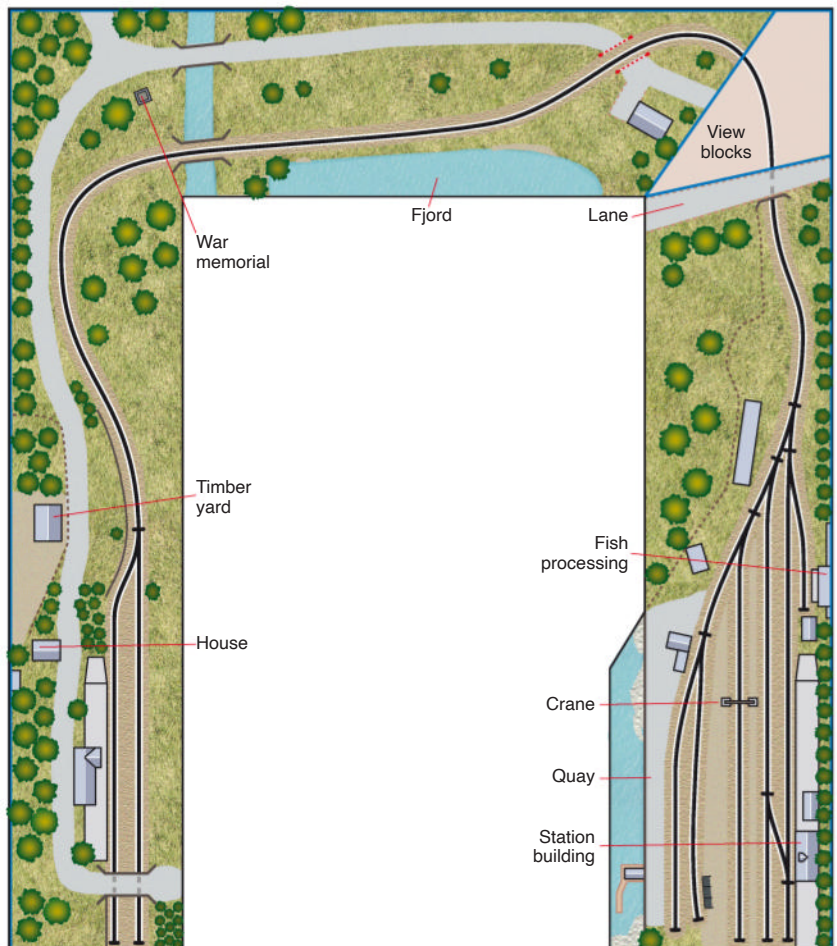 View
blocks
Fjord
Lane
War
memorial
Timber
yard
Fish
processing
House
Crane
Quay
Station
building